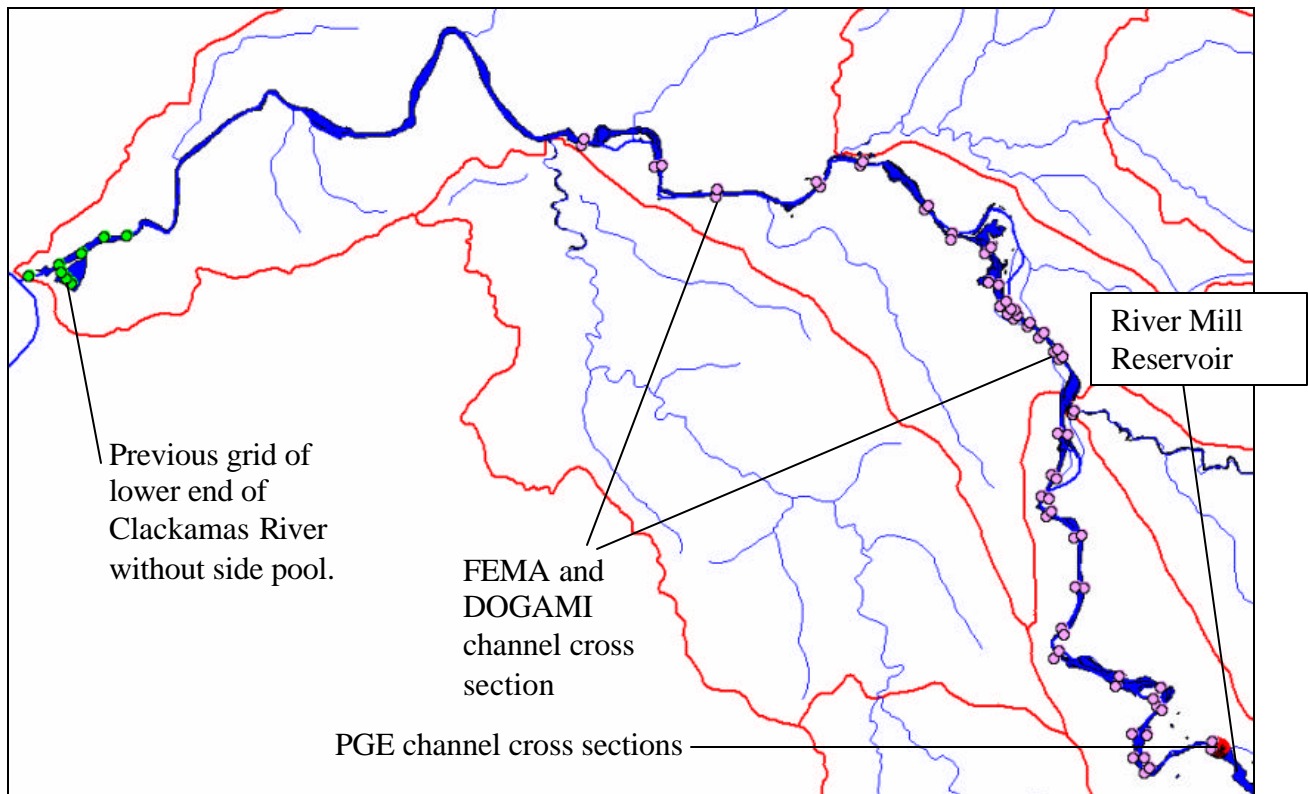 River Mill
Reservoir
Previous grid of
lower end of
Clackamas River
without side pool.
FEMA and
DOGAMI
channel cross
section
PGE channel cross sections